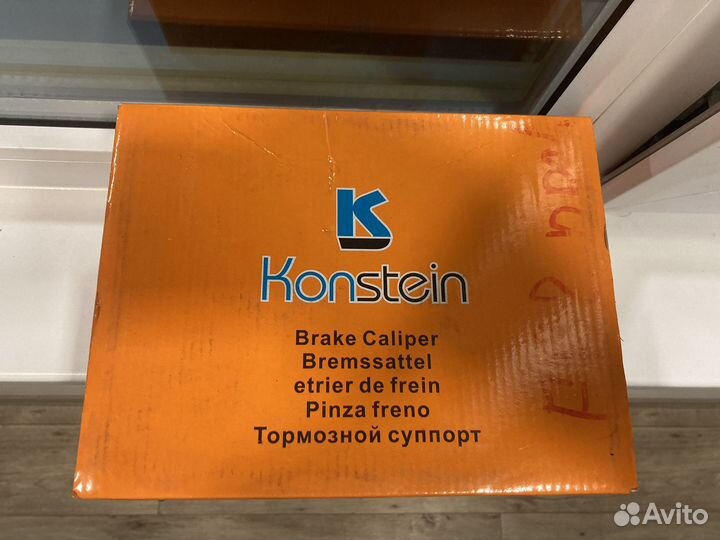 K
Konstein
Brake Caliper
Bremssattel
etrier de frein
Pinza freno
Тормозной суппорт
Avito